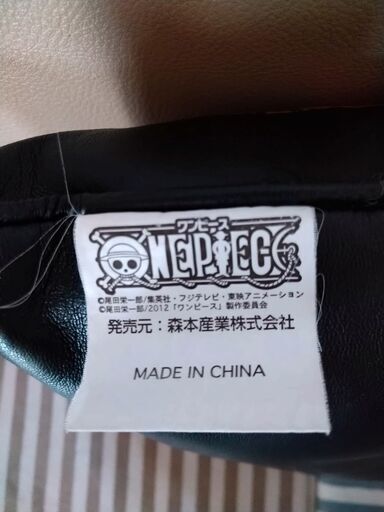 ワンピース
ONE PIECE
©尾田栄一郎/集英社・フジテレビ・東映アニメーション
©尾田栄一郎/2012「ワンピース」製作委員会
発売元：森本産業株式会社
MADE IN CHINA